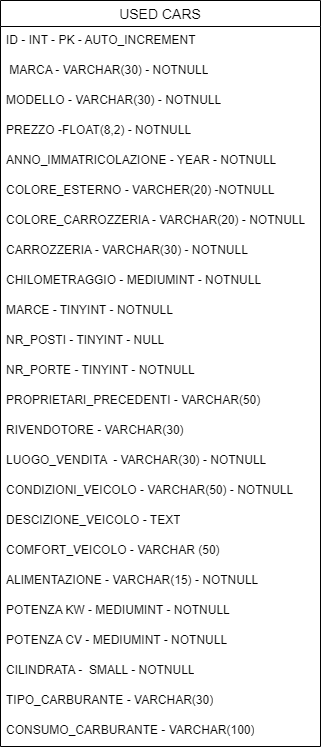 USED CARS
ID - INT - PK - AUTO_INCREMENT
MARCA - VARCHAR(30) - NOTNULL
MODELLO - VARCHAR(30) - NOTNULL
PREZZO -FLOAT(8,2) - NOTNULL
ANNO_IMMATRICOLAZIONE - YEAR - NOTNULL
COLORE_ESTERNO - VARCHER(20) -NOTNULL
COLORE_CARROZZERIA - VARCHAR(20) - NOTNULL
CARROZZERIA - VARCHAR(30) - NOTNULL
CHILOMETRAGGIO - MEDIUMINT - NOTNULL
MARCE - TINYINT - NOTNULL
NR_POSTI - TINYINT - NULL
NR_PORTE - TINYINT - NOTNULL
PROPRIETARI_PRECEDENTI - VARCHAR(50)
RIVENDOTORE - VARCHAR(30)
LUOGO_VENDITA - VARCHAR(30) - NOTNULL
CONDIZIONI_VEICOLO - VARCHAR(50) - NOTNULL
DESCIZIONE_VEICOLO - TEXT
COMFORT_VEICOLO - VARCHAR (50)
ALIMENTAZIONE - VARCHAR(15) - NOTNULL
POTENZA KW - MEDIUMINT - NOTNULL
POTENZA CV - MEDIUMINT - NOTNULL
CILINDRATA - SMALL - NOTNULL
TIPO_CARBURANTE - VARCHAR(30)
CONSUMO_CARBURANTE - VARCHAR(100)